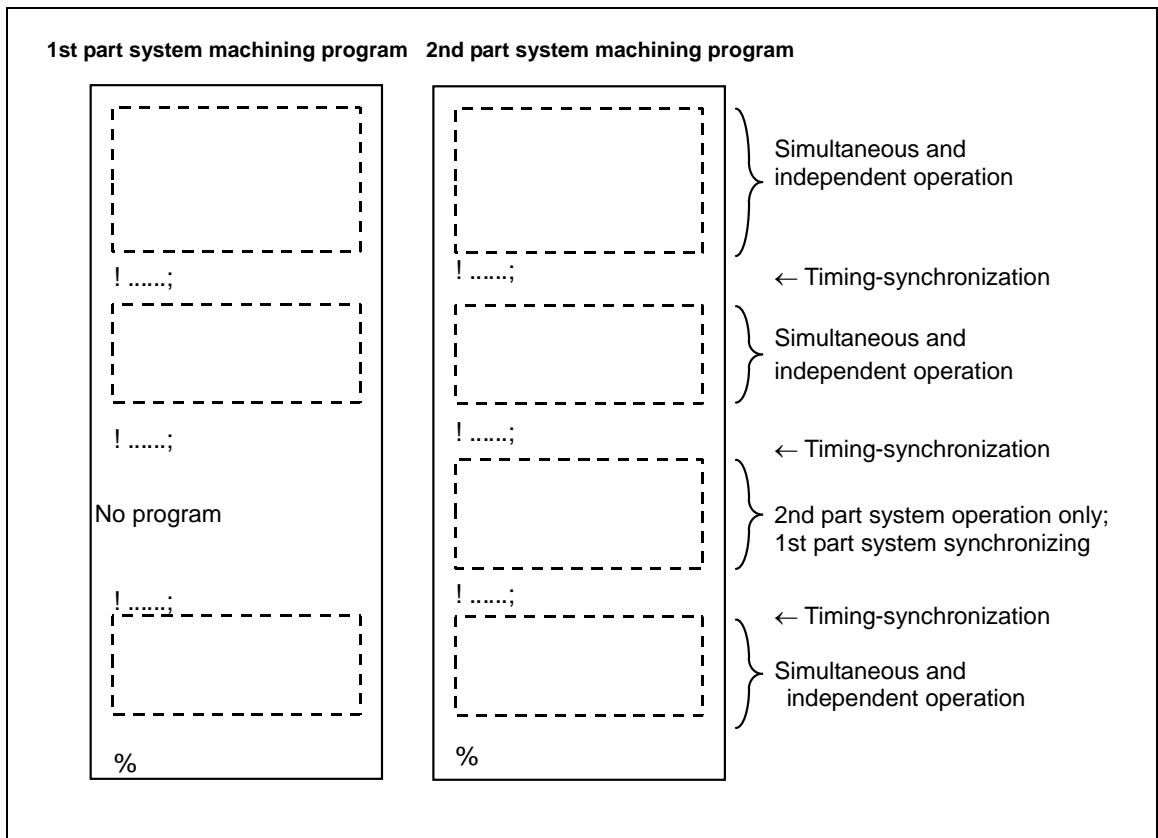 1st part system machining program 2nd part system machining program
Simultaneous and
independent operation
! ......; ! ......; ← Timing-synchronization
Simultaneous and
independent operation
! ......; ! ......; ← Timing-synchronization
No program 2nd part system operation only;
1st part system synchronizing
! ......; ! ......; ← Timing-synchronization
Simultaneous and
independent operation
% %